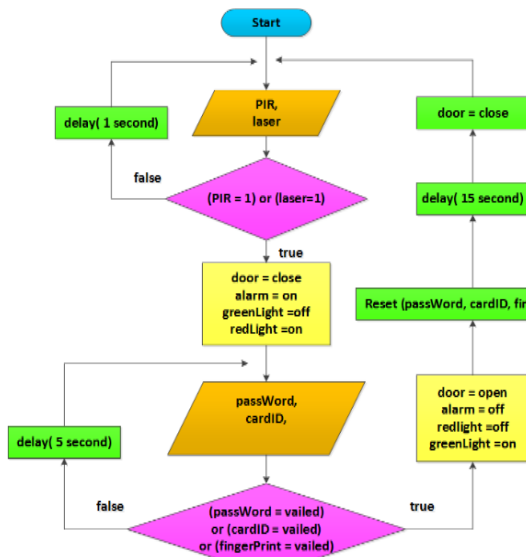 Start
PIR,
laser
delay( 1 second)
false
(PIR = 1) or (laser=1)
true
door = close
alarm = on
greenLight =off
redLight =on
passWord,
cardID,
delay( 5 second)
false
(passWord = vailed)
or (cardID = vailed)
or (fingerPrint = vailed)
true
door = open
alarm = off
redlight =off
greenLight =on
Reset (passWord, cardID, fin
delay( 15 second)
door = close